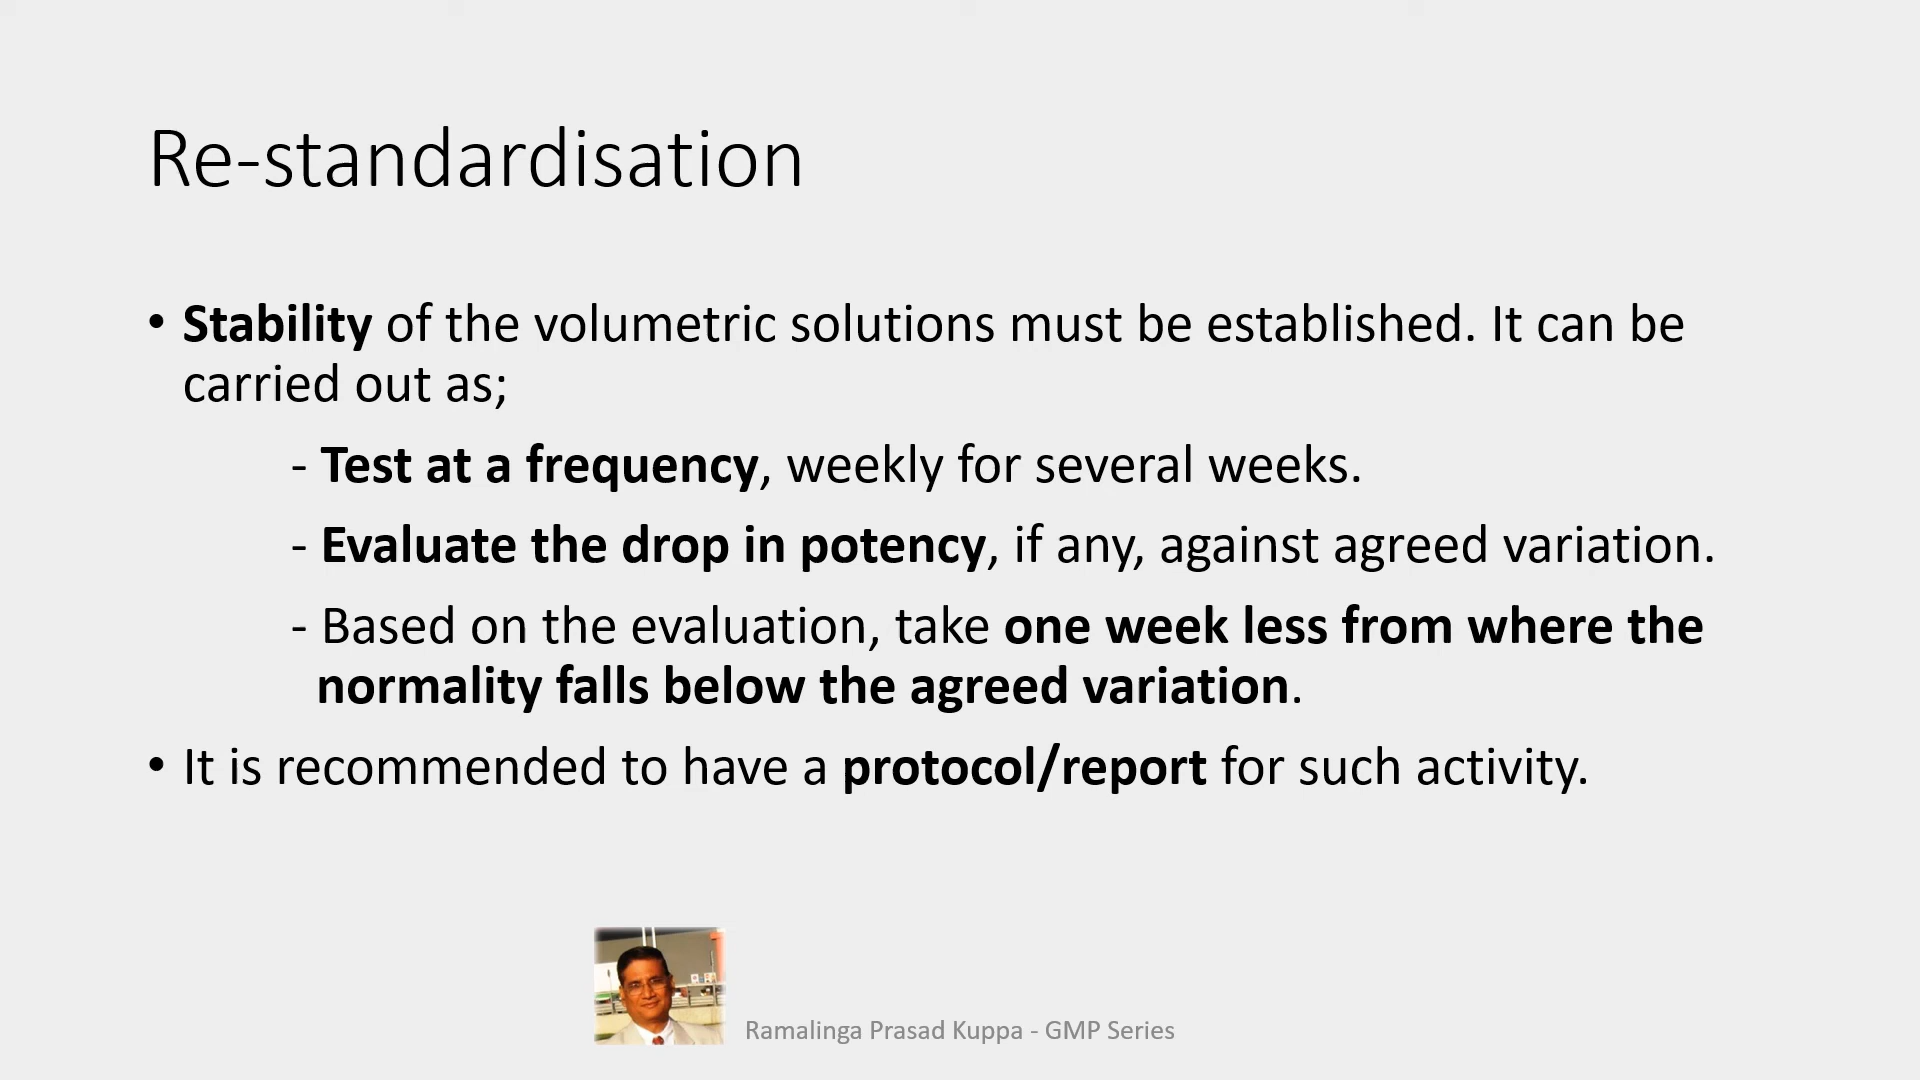 Re-standardisation
• Stability of the volumetric solutions must be established. It can be
carried out as;
- Test at a frequency, weekly for several weeks.
- Evaluate the drop in potency, if any, against agreed variation.
- Based on the evaluation, take one week less from where the
normality falls below the agreed variation.
• It is recommended to have a protocol/report for such activity.
Ramalinga Prasad Kuppa - GMP Series